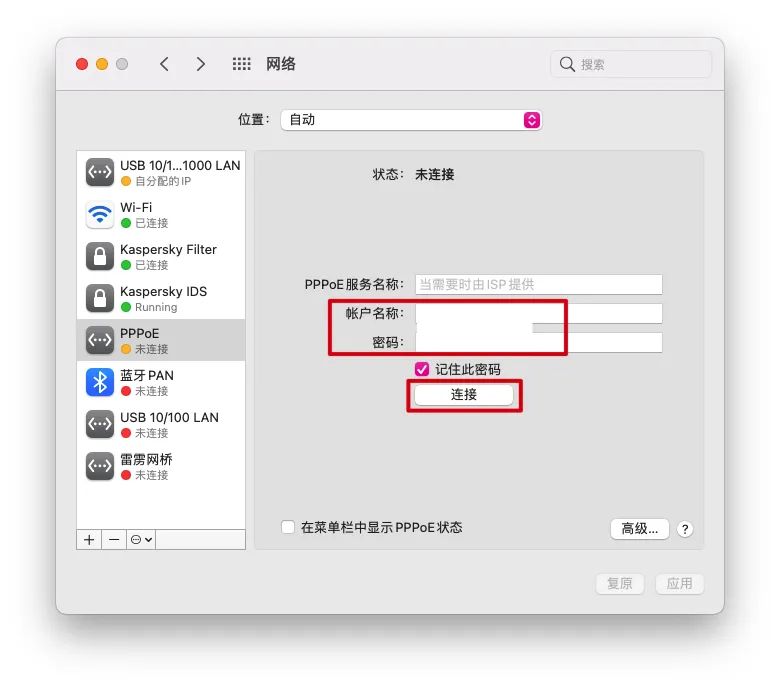 网络
搜索
位置：
自动
USB 10/1...1000 LAN
自分配的IP
Wi-Fi
已连接
Kaspersky Filter
已连接
Kaspersky IDS
Running
PPPoE
未连接
蓝牙 PAN
未连接
USB 10/100 LAN
未连接
雷雳网桥
未连接
状态： 未连接
PPPoE服务名称： 当需要时由ISP提供
帐户名称：
密码：
记住此密码
连接
在菜单栏中显示PPPoE状态
高级...
?
复原
应用